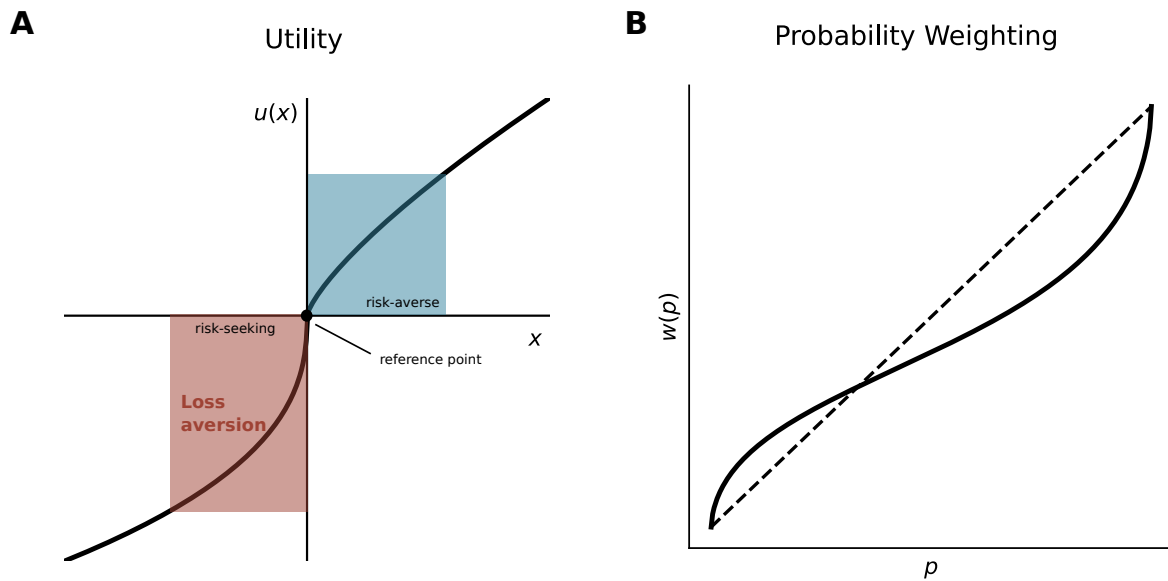 A
Utility
u(x)
risk-averse
risk-seeking
x
reference point
Loss
aversion
B
Probability Weighting
w(p)
p